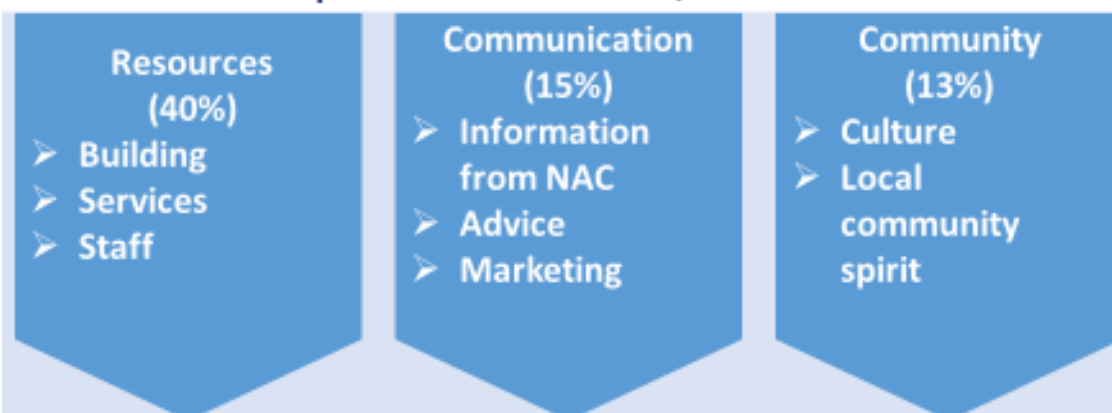 Resources
(40%)
➢ Building
➢ Services
➢ Staff
Communication
(15%)
➢ Information
from NAC
➢ Advice
➢ Marketing
Community
(13%)
➢ Culture
➢ Local
community
spirit